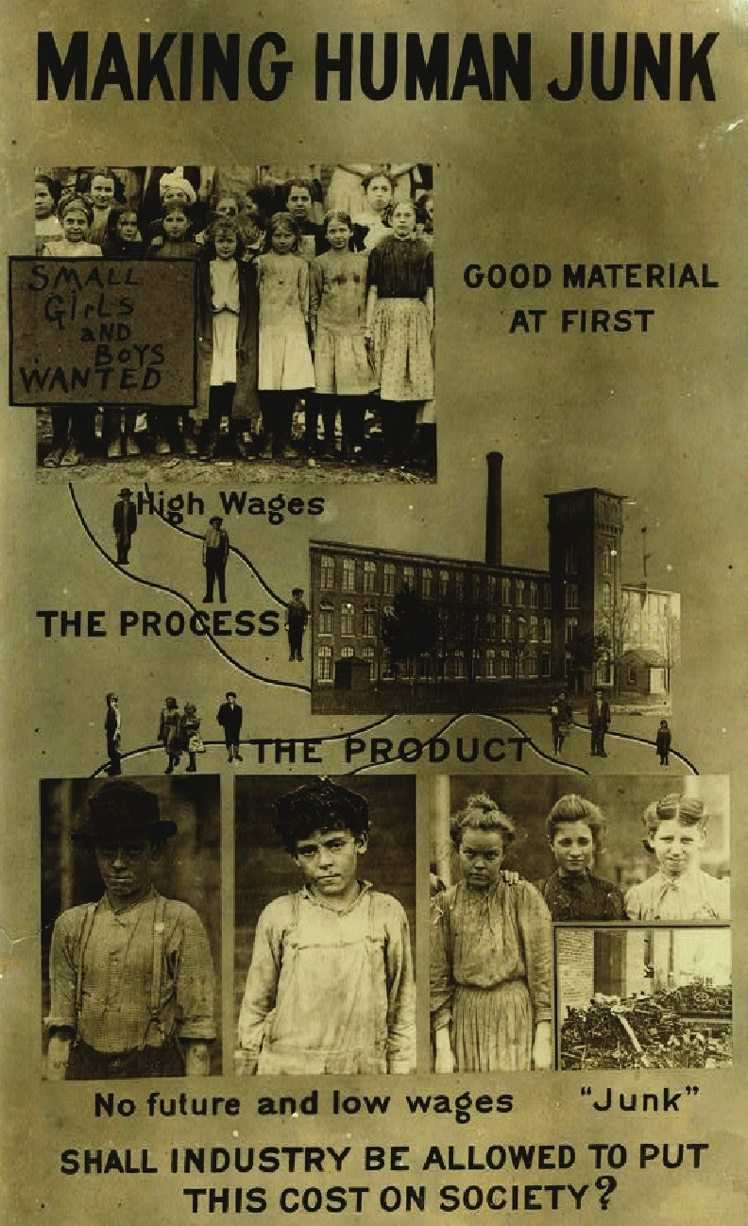 MAKING HUMAN JUNK
SMALL
GIrLS
aND
BOYS
WANTED
GOOD MATERIAL
AT FIRST
High Wages
THE PROCESS
THE PRODUCT
No future and low wages
"Junk"
SHALL INDUSTRY BE ALLOWED TO PUT
THIS COST ON SOCIETY?